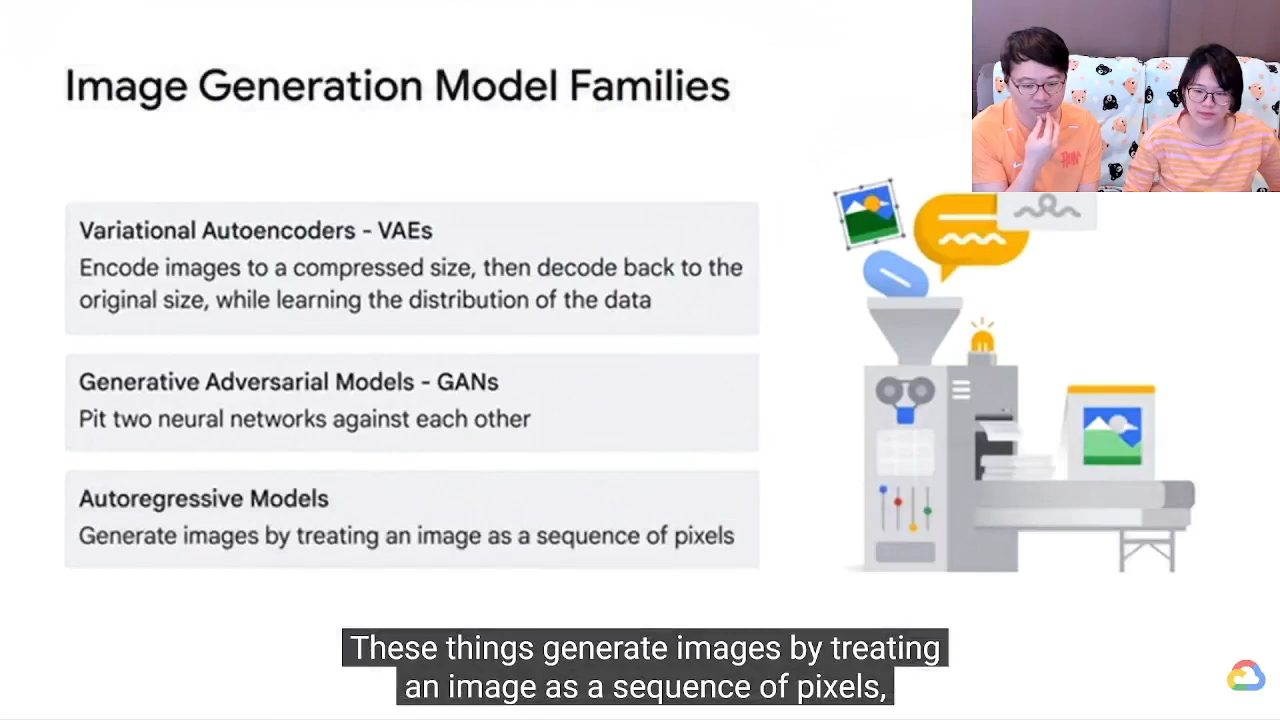 Image Generation Model Families
Variational Autoencoders - VAEs
Encode images to a compressed size, then decode back to the
original size, while learning the distribution of the data
Generative Adversarial Models - GANs
Pit two neural networks against each other
Autoregressive Models
Generate images by treating an image as a sequence of pixels
These things generate images by treating
an image as a sequence of pixels,